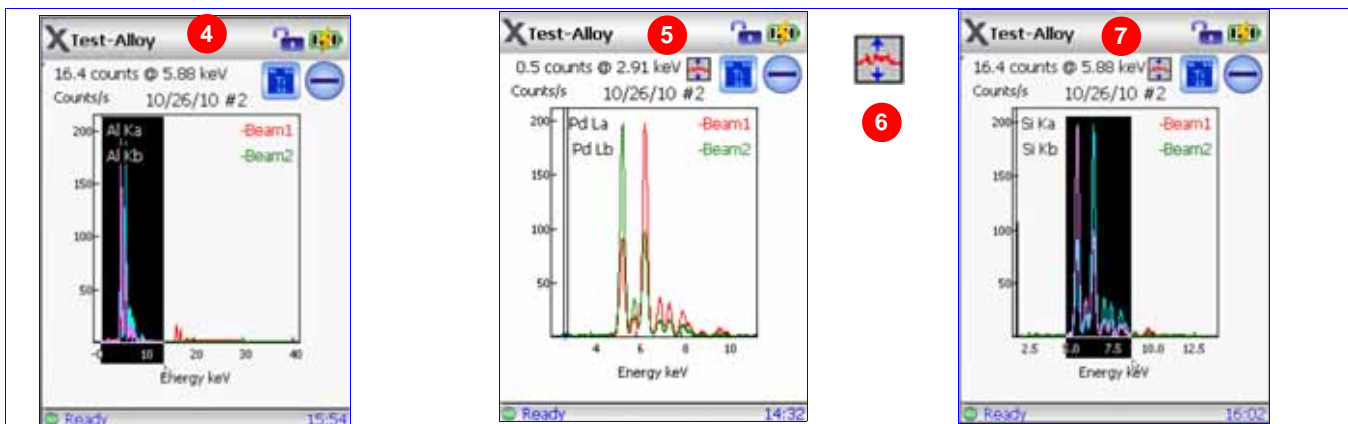 4
Test-Alloy
16.4 counts @ 5.88 keV
Counts/s
10/26/10 #2
Al Ka
-Beam1
Al Kb
-Beam2
200
150
100
50
-0 10 20 30 40
Energy keV
Ready
15:54
5
Test-Alloy
0.5 counts @ 2.91 keV
Counts/s
10/26/10 #2
Pd La
-Beam1
Pd Lb
-Beam2
200
150
100
50
4 6 8 10
Energy keV
Ready
14:32
6
7
Test-Alloy
16.4 counts @ 5.88 keV
Counts/s
10/26/10 #2
Si Ka
-Beam1
Si Kb
-Beam2
200
150
100
50
2.5 5.0 7.5 10.0 12.5
Energy keV
Ready
16:02